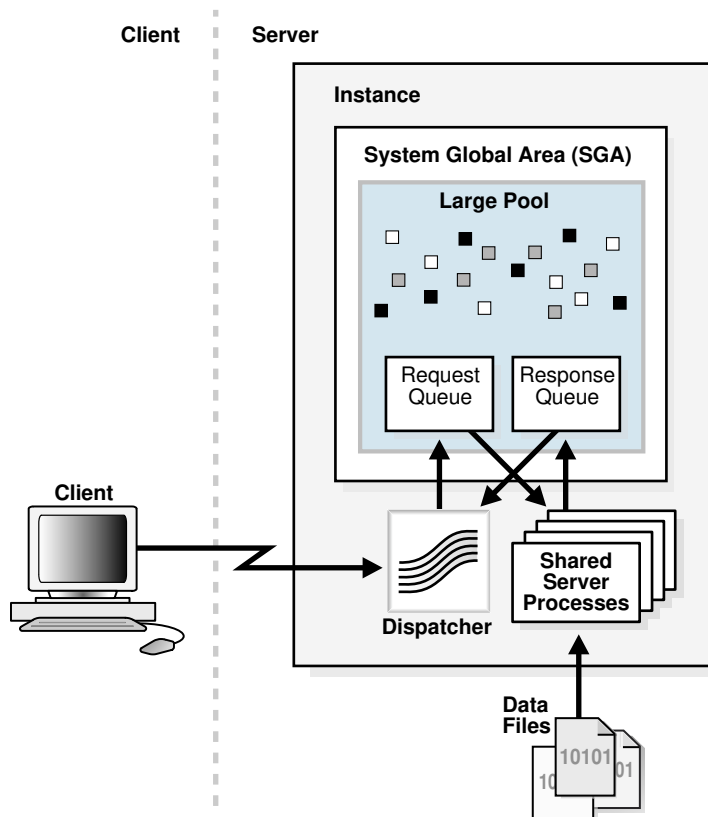 Client
Server
Instance
System Global Area (SGA)
Large Pool
Request
Queue
Response
Queue
Client
Dispatcher
Shared
Server
Processes
Data
Files
10101
10
01